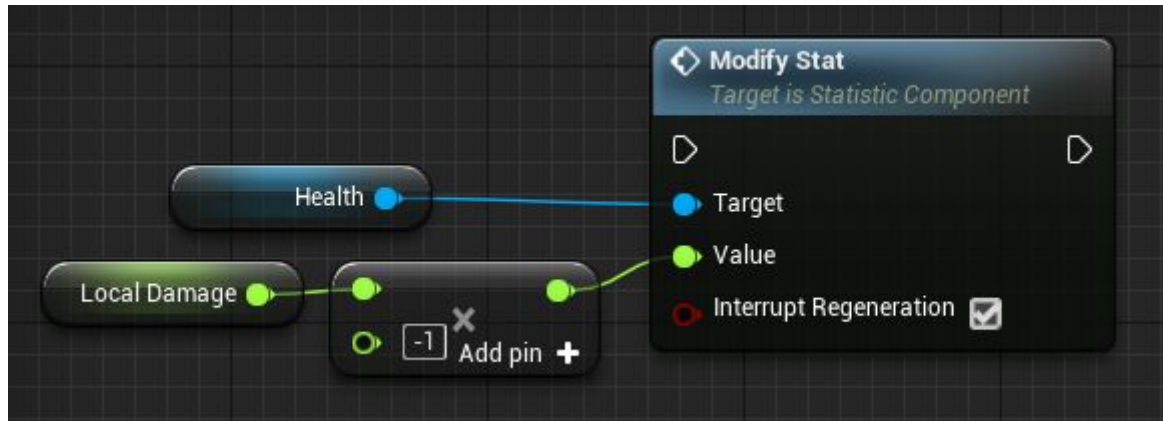 Modify Stat
Target is Statistic Component
Health
Target
Value
Local Damage
-1
Add pin
Interrupt Regeneration